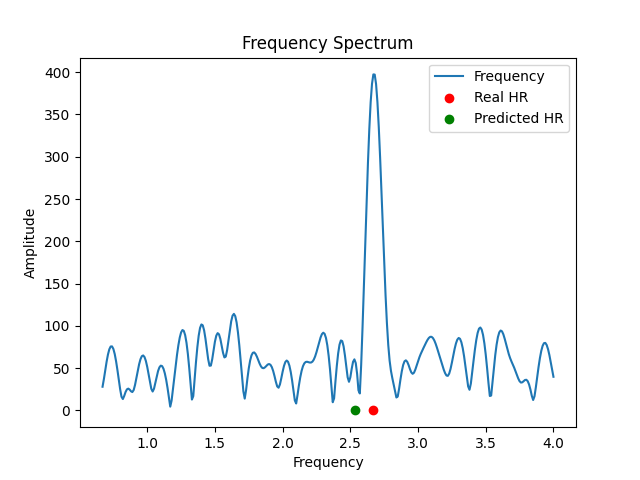 Frequency Spectrum
Frequency
Real HR
Predicted HR
400
350
300
250
200
150
100
50
0
Amplitude
1.0 1.5 2.0 2.5 3.0 3.5 4.0
Frequency